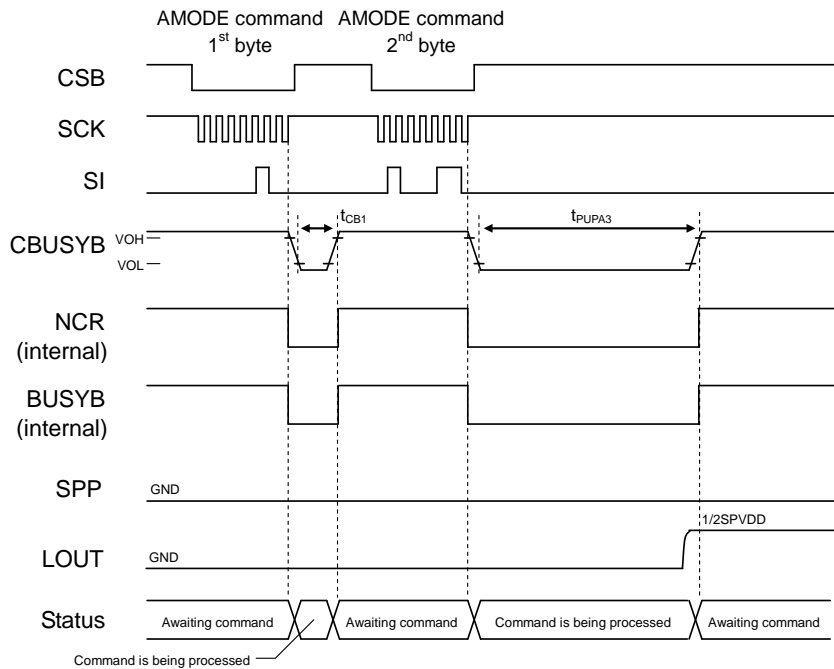 AMODE command
1st byte
AMODE command
2nd byte
CSB
SCK
SI
tCB1
tPUPA3
CBUSYB
VOH
VOL
NCR
(internal)
BUSYB
(internal)
SPP
GND
1/2SPVDD
LOUT
GND
Status
Awaiting command
Awaiting command
Command is being processed
Awaiting command
Command is being processed